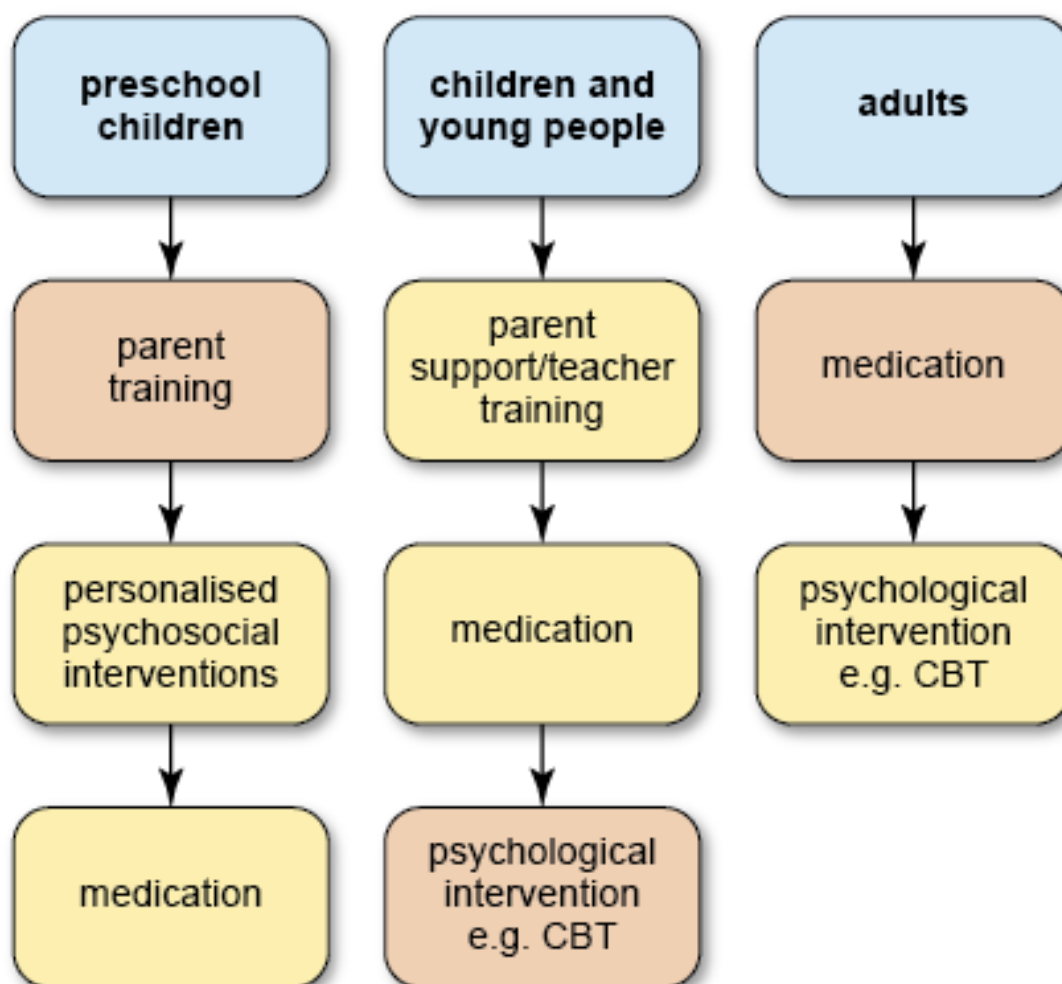 preschool
children
children and
young people
adults
parent
training
parent
support/teacher
training
medication
personalised
psychosocial
interventions
medication
psychological
intervention
e.g. CBT
medication
psychological
intervention
e.g. CBT